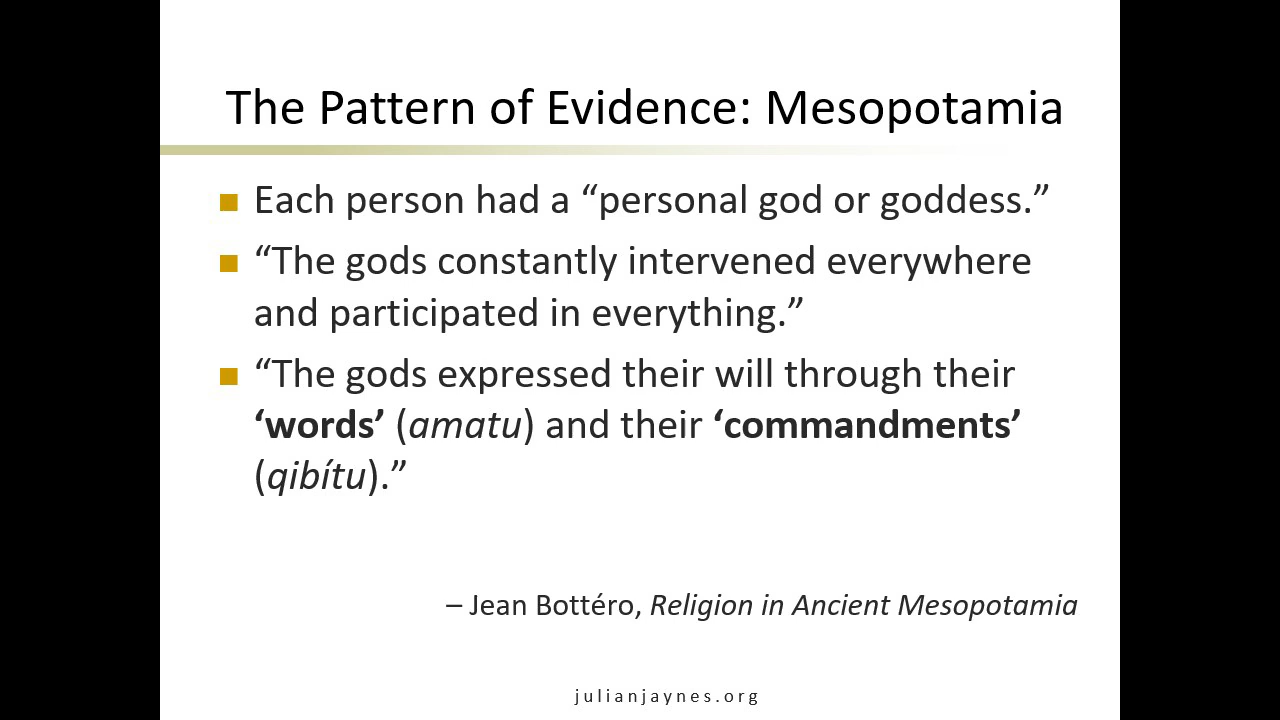 The Pattern of Evidence: Mesopotamia
Each person had a “personal god or goddess.”
“The gods constantly intervened everywhere
and participated in everything.”
“The gods expressed their will through their
‘words’ (amatu) and their ‘commandments’
(qibítu).”
– Jean Bottéro, Religion in Ancient Mesopotamia
julianjaynes.org